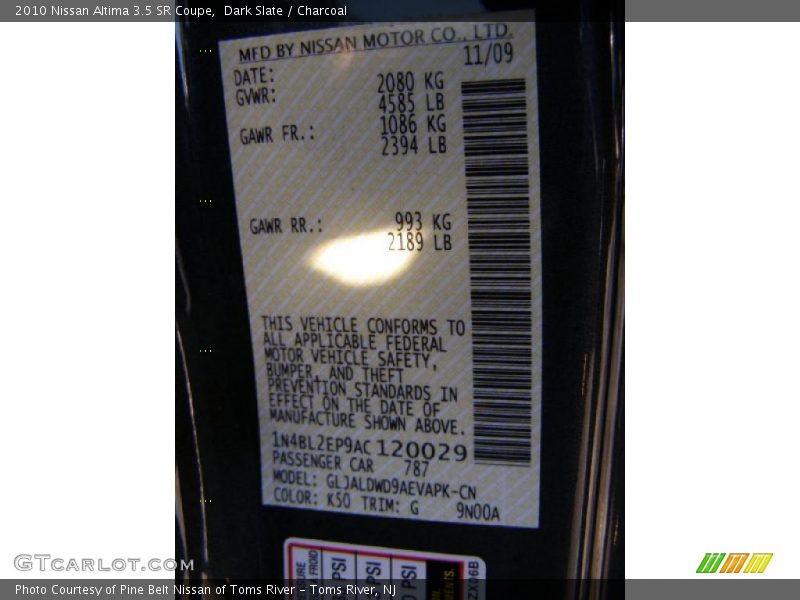 2010 Nissan Altima 3.5 SR Coupe, Dark Slate / Charcoal
MFD BY NISSAN MOTOR CO., LTD.
DATE: 11/09
GVWR: 2080 KG
4585 LB
GAWR FR.: 1086 KG
2394 LB
GAWR RR.: 993 KG
2189 LB
THIS VEHICLE CONFORMS TO
ALL APPLICABLE FEDERAL
MOTOR VEHICLE SAFETY,
BUMPER, AND THEFT
PREVENTION STANDARDS IN
EFFECT ON THE DATE OF
MANUFACTURE SHOWN ABOVE.
1N4BL2EP9AC120029
PASSENGER CAR 787
MODEL: GLJALDWD9AEVAPK-CN
COLOR: K50 TRIM: G 9N00A
PSI
PSI
PSI
GTCarlot.com
Photo Courtesy of Pine Belt Nissan of Toms River – Toms River, NJ